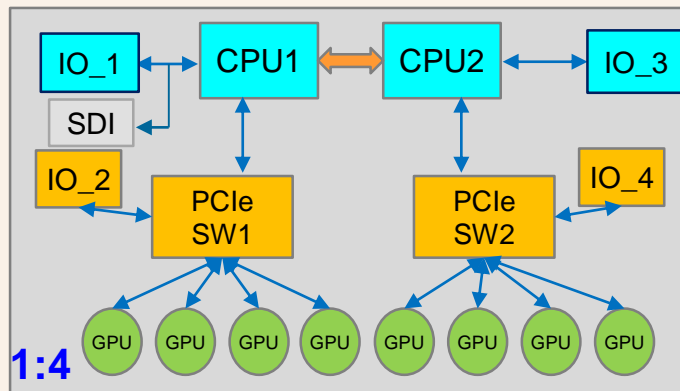 IO_1
CPU1
CPU2
IO_3
SDI
IO_2
PCIe
SW1
PCIe
SW2
IO_4
GPU
GPU
GPU
GPU
GPU
GPU
GPU
GPU
1:4